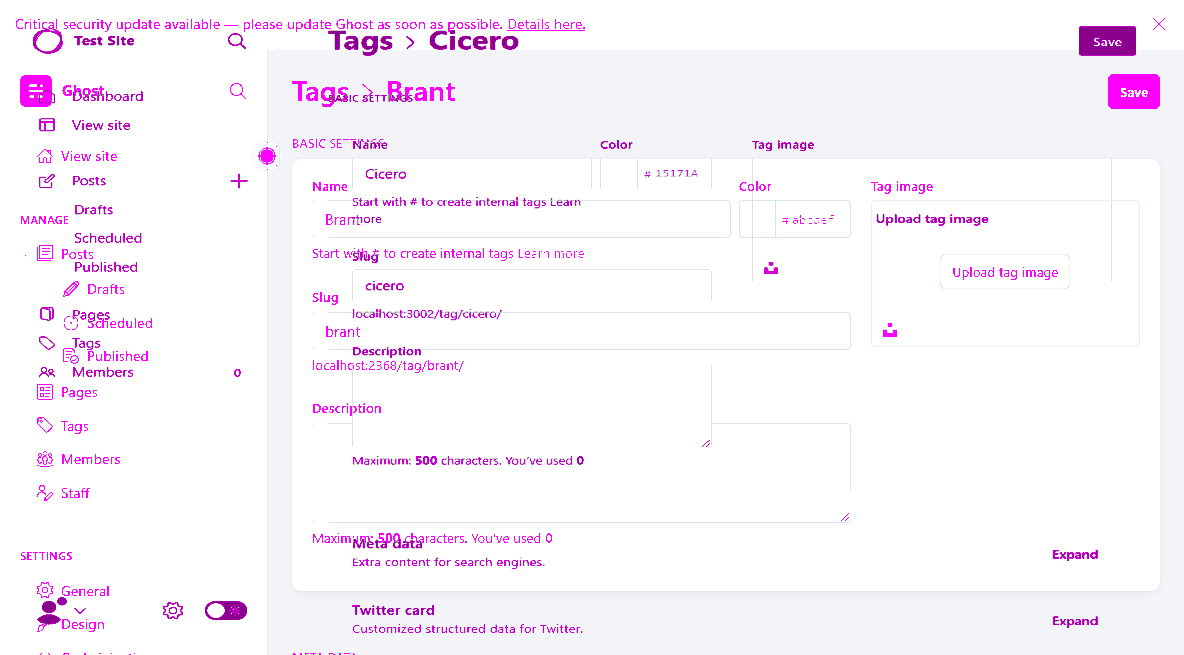 Critical security update available — please update Ghost as soon as possible. Details here.
Test Site
Tags > Cicero
Save
Ghost
Tags > Brant
Save
Dashboard
BASIC SETTINGS
View site
BASIC SETTINGS
Name
Color
Tag image
View site
Cicero
# 15171A
Posts
Name
Color
Tag image
Start with # to create internal tags Learn
more
Drafts
Brant
# abcdef
Upload tag image
MANAGE
Scheduled
Posts
Start with # to create internal tags Learn more
Slug
Published
Upload tag image
Drafts
cicero
Slug
Pages
localhost:3002/tag/cicero/
Scheduled
brant
Tags
Description
Published
localhost:2368/tag/brant/
Members
0
Pages
Description
Tags
Members
Maximum: 500 characters. You've used 0
Staff
Maximum: 500 characters. You've used 0
Meta data
SETTINGS
Extra content for search engines.
Expand
General
Twitter card
Design
Customized structured data for Twitter.
Expand
META DATA